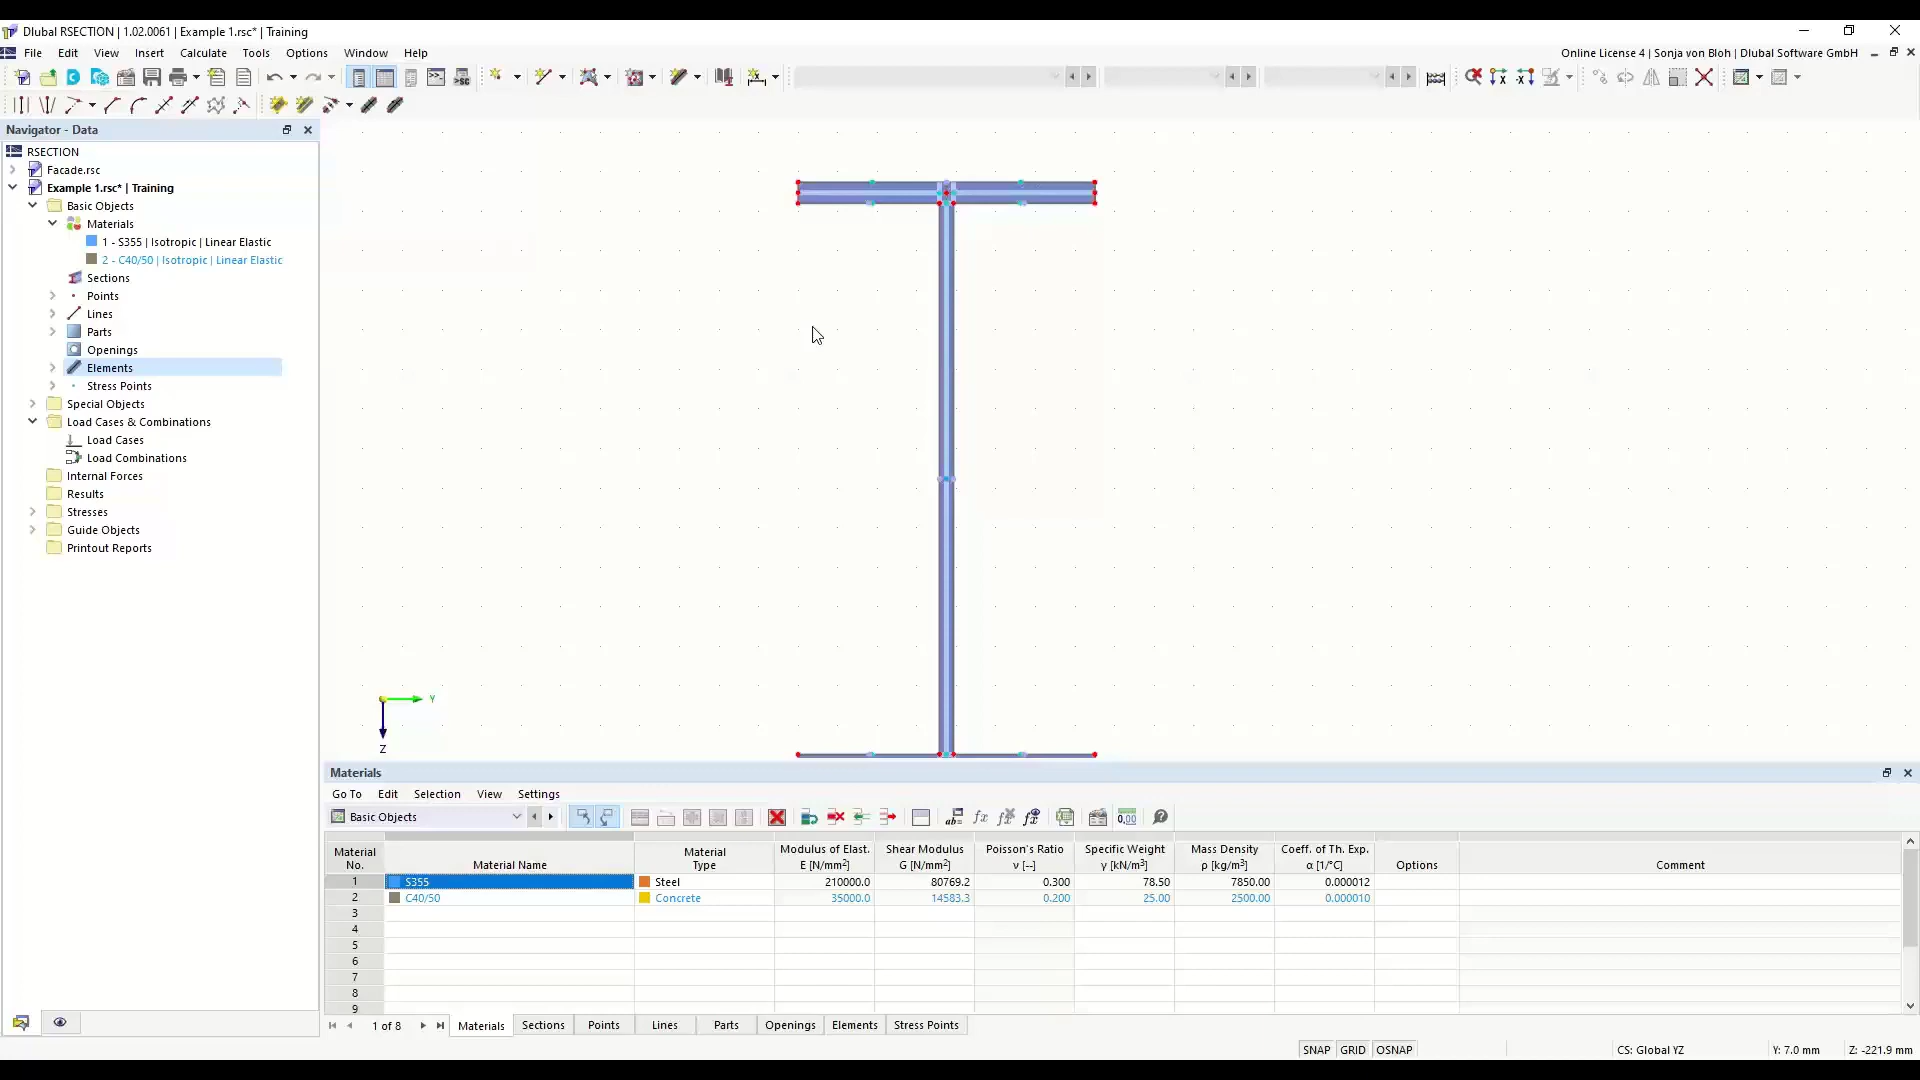 Dlubal RSECTION | 1.02.0061 | Example 1.rsc* | Training
File Edit View Insert Calculate Tools Options Window Help
Online License 4 | Sonja von Bloh | Dlubal Software GmbH
Navigator - Data
RSECTION
Facade.rsc
Example 1.rsc* | Training
Basic Objects
Materials
1 - S355 | Isotropic | Linear Elastic
2 - C40/50 | Isotropic | Linear Elastic
Sections
Points
Lines
Parts
Openings
Elements
Stress Points
Special Objects
Load Cases & Combinations
Load Cases
Load Combinations
Internal Forces
Results
Stresses
Guide Objects
Printout Reports
Y
Z
Materials
Go To Edit Selection View Settings
Basic Objects
Material No. Material Name Material Type Modulus of Elast. E [N/mm²] Shear Modulus G [N/mm²] Poisson's Ratio ν [--] Specific Weight γ [kN/m³] Mass Density ρ [kg/m³] Coeff. of Th. Exp. α [1/°C] Options Comment
1 S355 Steel 210000.0 80769.2 0.300 78.50 7850.00 0.000012
2 C40/50 Concrete 35000.0 14583.3 0.200 25.00 2500.00 0.000010
3
4
5
6
7
8
9
1 of 8 Materials Sections Points Lines Parts Openings Elements Stress Points
SNAP GRID OSNAP CS: Global YZ Y: 7.0 mm Z: -221.9 mm